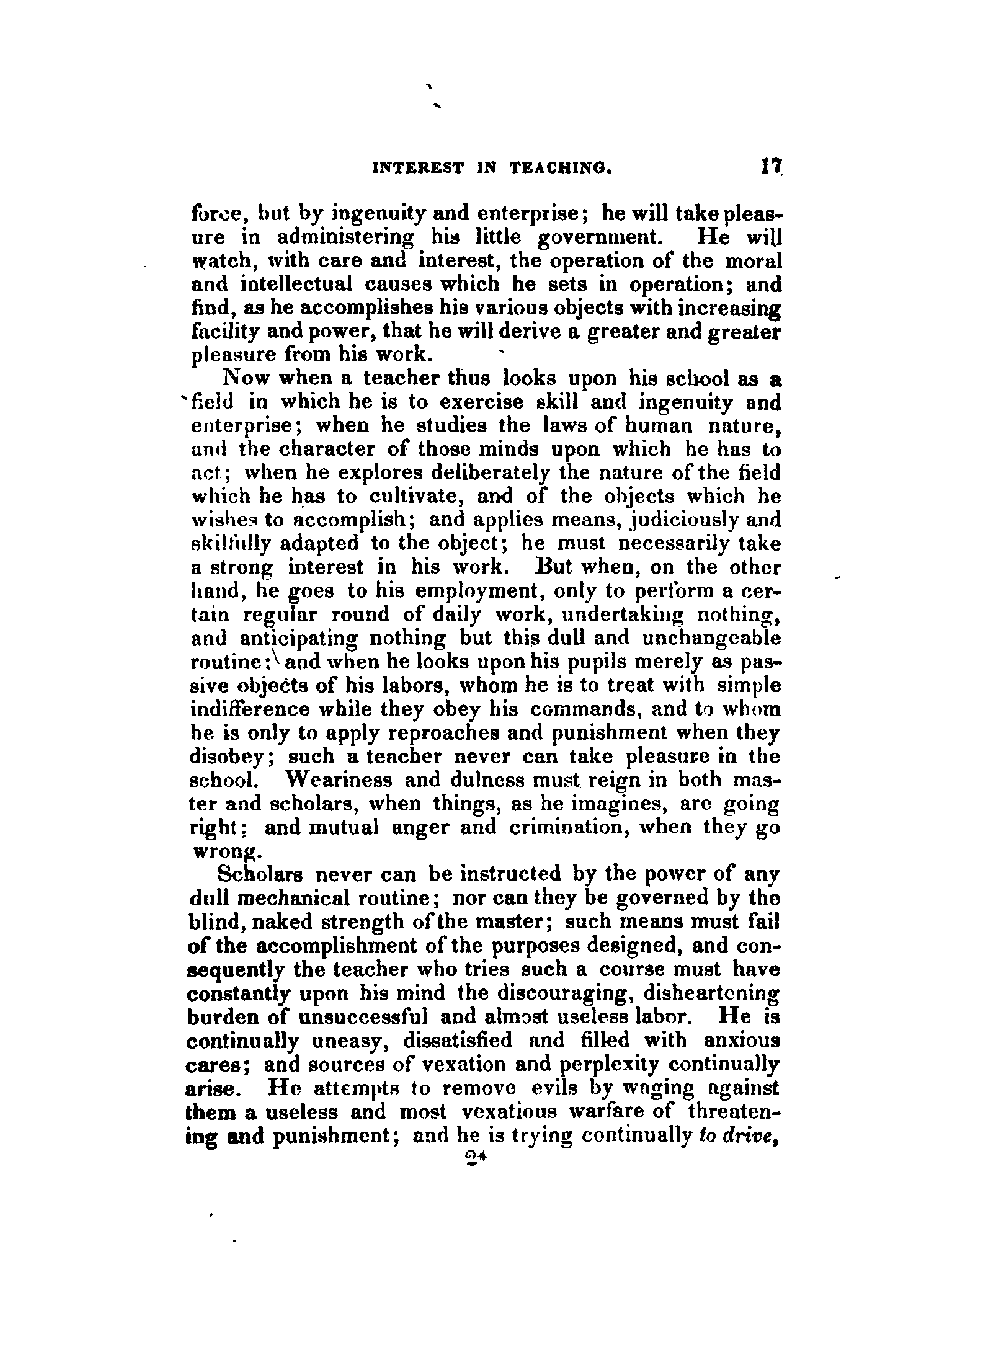 INTEREST IN TEACHING. 17
force, but by ingenuity and enterprise; he will take pleas-
ure in administering his little government. He will
watch, with care and interest, the operation of the moral
and intellectual causes which he sets in operation; and
find, as he accomplishes his various objects with increasing
facility and power, that he will derive a greater and greater
pleasure from his work.
Now when a teacher thus looks upon his school as a
field in which he is to exercise skill and ingenuity and
enterprise; when he studies the laws of human nature,
and the character of those minds upon which he has to
act; when he explores deliberately the nature of the field
which he has to cultivate, and of the objects which he
wishes to accomplish; and applies means, judiciously and
skilfully adapted to the object; he must necessarily take
a strong interest in his work. But when, on the other
hand, he goes to his employment, only to perform a cer-
tain regular round of daily work, undertaking nothing,
and anticipating nothing but this dull and unchangeable
routine; and when he looks upon his pupils merely as pas-
sive objects of his labors, whom he is to treat with simple
indifference while they obey his commands, and to whom
he is only to apply reproaches and punishment when they
disobey; such a teacher never can take pleasure in the
school. Weariness and dulness must reign in both mas-
ter and scholars, when things, as he imagines, are going
right; and mutual anger and crimination, when they go
wrong.
Scholars never can be instructed by the power of any
dull mechanical routine; nor can they be governed by the
blind, naked strength of the master; such means must fail
of the accomplishment of the purposes designed, and con-
sequently the teacher who tries such a course must have
constantly upon his mind the discouraging, disheartening
burden of unsuccessful and almost useless labor. He is
continually uneasy, dissatisfied and filled with anxious
cares; and sources of vexation and perplexity continually
arise. He attempts to remove evils by waging against
them a useless and most vexatious warfare of threaten-
ing and punishment; and he is trying continually to drive,
2*